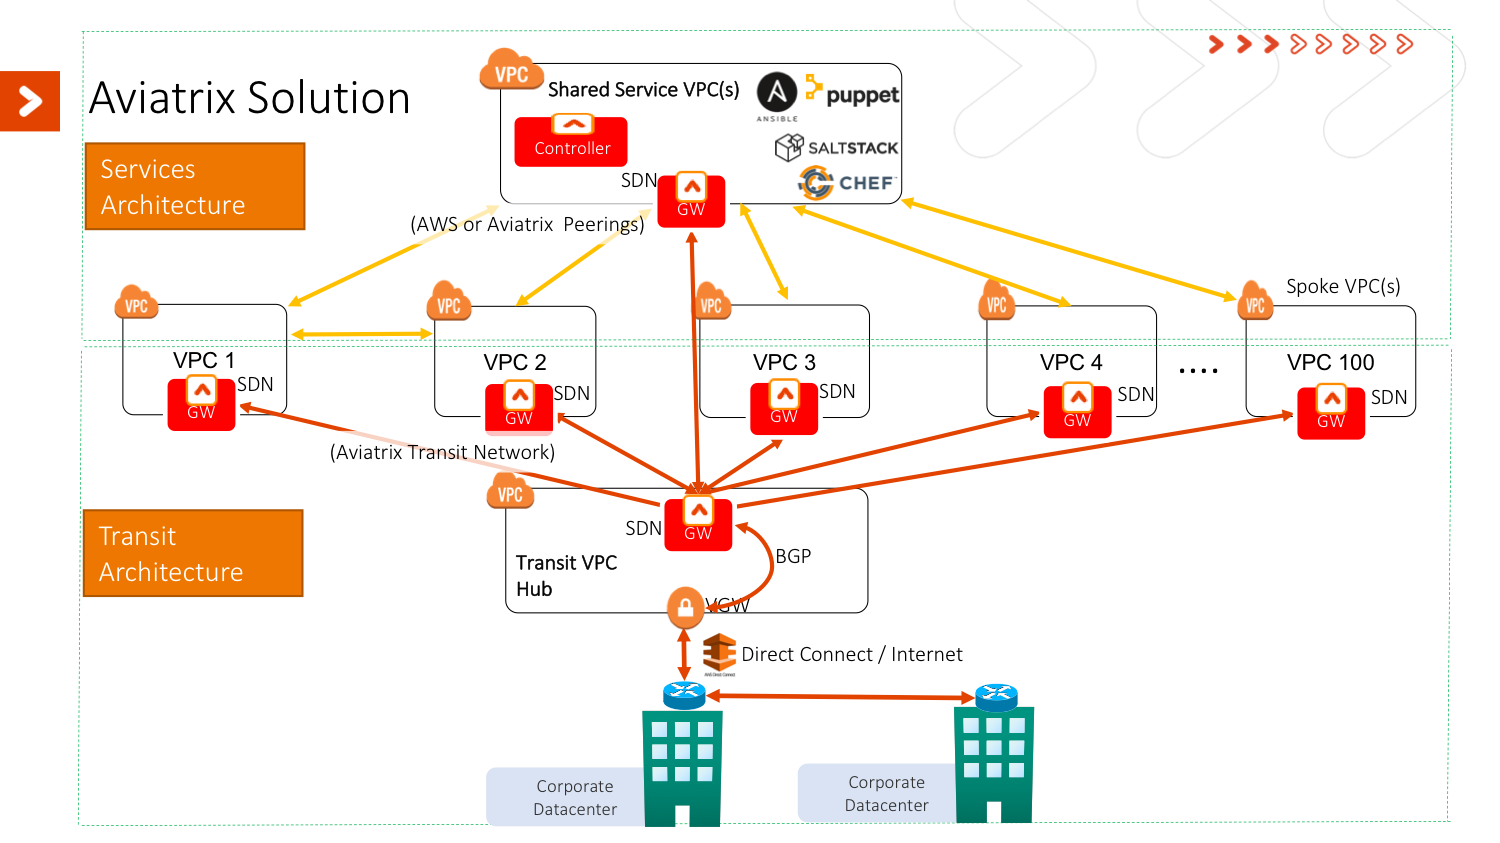 Aviatrix Solution
Services
Architecture
VPC
Shared Service VPC(s)
Controller
ANSIBLE
puppet
SALTSTACK
CHEF
SDN
GW
(AWS or Aviatrix Peerings)
Spoke VPC(s)
VPC
VPC
VPC
VPC
VPC
VPC 1
VPC 2
VPC 3
VPC 4
....
VPC 100
SDN
GW
SDN
GW
SDN
GW
SDN
GW
SDN
GW
(Aviatrix Transit Network)
Transit
Architecture
VPC
SDN
GW
BGP
Transit VPC
Hub
VGW
AWS Direct Connect
Direct Connect / Internet
Corporate
Datacenter
Corporate
Datacenter